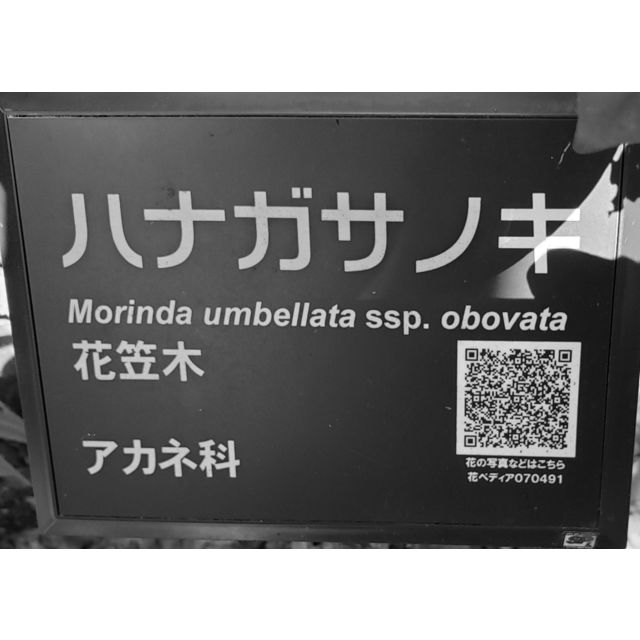 ハナガサノキ
Morinda umbellata ssp. obovata
花笠木
アカネ科
花の写真などはこちら
花ペディア070491